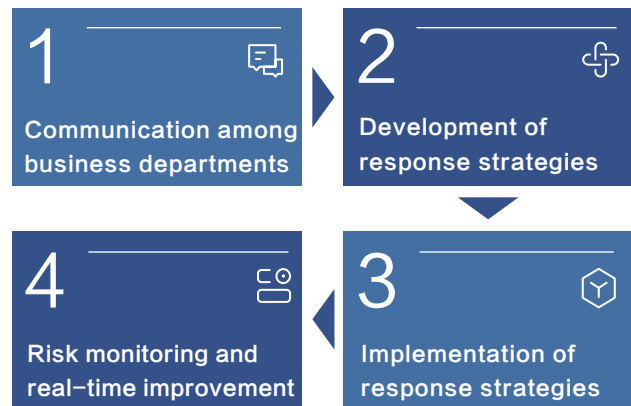 1
Communication among
business departments
2
Development of
response strategies
3
Implementation of
response strategies
4
Risk monitoring and
real-time improvement